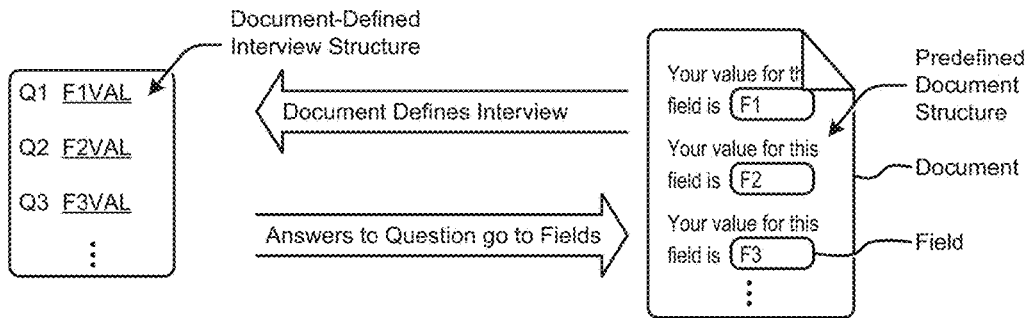 Document-Defined
Interview Structure
Q1 F1VAL
Q2 F2VAL
Q3 F3VAL
Document Defines Interview
Answers to Question go to Fields
Your value for th
field is F1
Your value for this
field is F2
Your value for this
field is F3
Predefined
Document
Structure
Document
Field